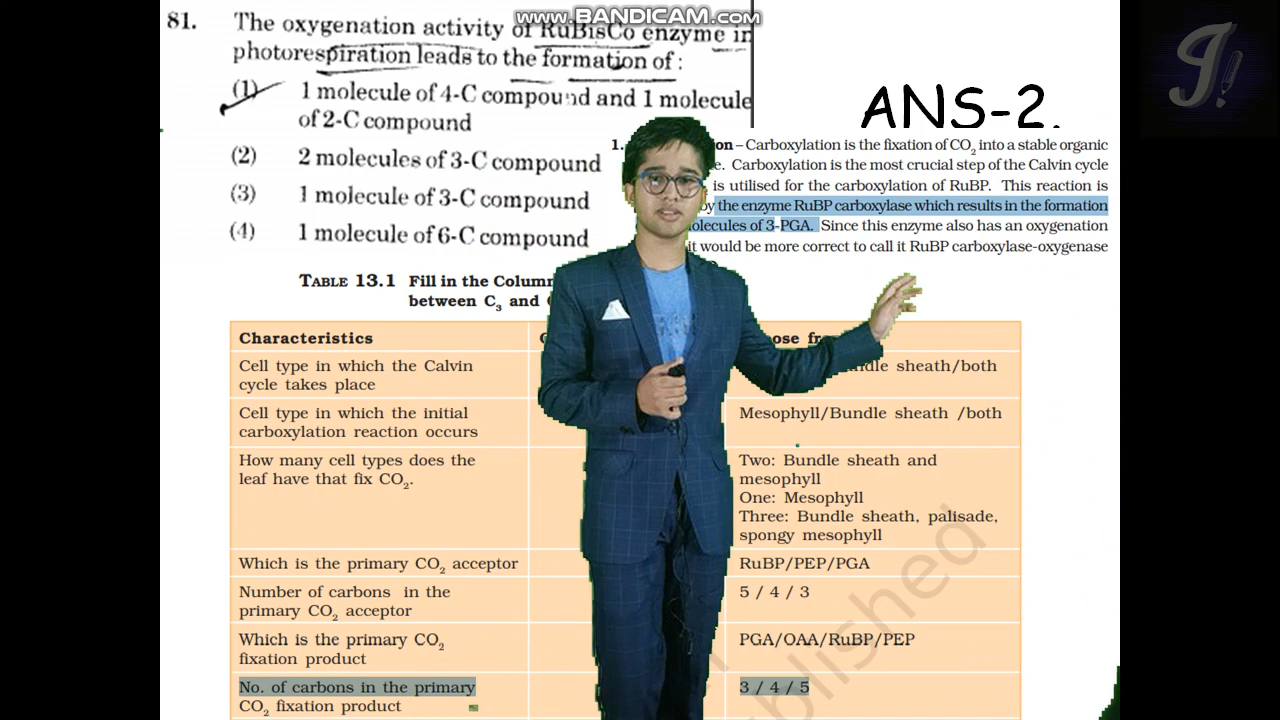 www.BANDICAM.com
81. The oxygenation activity of RuBisCo enzyme in
photorespiration leads to the formation of :
(1) 1 molecule of 4-C compound and 1 molecule
of 2-C compound
(2) 2 molecules of 3-C compound
(3) 1 molecule of 3-C compound
(4) 1 molecule of 6-C compound
ANS-2.
1. – Carboxylation is the fixation of CO₂ into a stable organic
Carboxylation is the most crucial step of the Calvin cycle
is utilised for the carboxylation of RuBP. This reaction is
the enzyme RuBP carboxylase which results in the formation
of 3-PGA. Since this enzyme also has an oxygenation
it would be more correct to call it RuBP carboxylase-oxygenase
TABLE 13.1 Fill in the
between C₃ and
Characteristics
Cell type in which the Calvin
cycle takes place
sheath/both
Cell type in which the initial
carboxylation reaction occurs
Mesophyll/Bundle sheath /both
How many cell types does the
leaf have that fix CO₂.
Two: Bundle sheath and
mesophyll
One: Mesophyll
Three: Bundle sheath, palisade,
spongy mesophyll
Which is the primary CO₂ acceptor
RuBP/PEP/PGA
Number of carbons in the
primary CO₂ acceptor
5 / 4 / 3
Which is the primary CO₂
fixation product
PGA/OAA/RuBP/PEP
No. of carbons in the primary
CO₂ fixation product
3 / 4 / 5